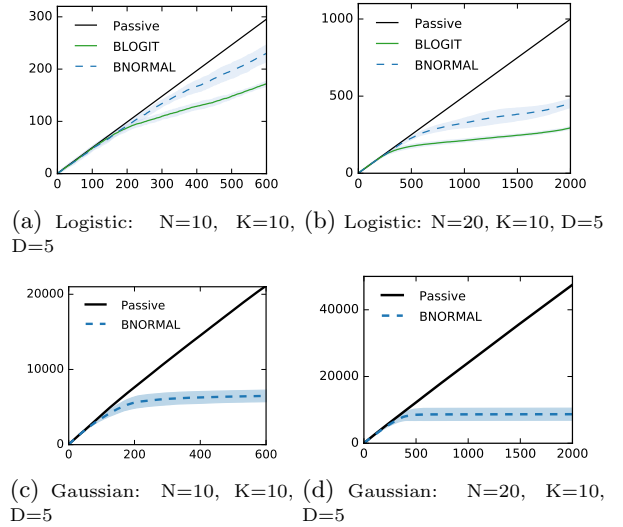 300
200
100
0
Passive
BLOGIT
BNORMAL
0 100 200 300 400 500 600
1000
500
0
Passive
BLOGIT
BNORMAL
0 500 1000 1500 2000
(a) Logistic: N=10, K=10,
D=5
(b) Logistic: N=20, K=10, D=5
20000
10000
0
Passive
BNORMAL
0 200 400 600
40000
20000
0
Passive
BNORMAL
0 500 1000 1500 2000
(c) Gaussian: N=10, K=10,
D=5
(d) Gaussian: N=20, K=10,
D=5